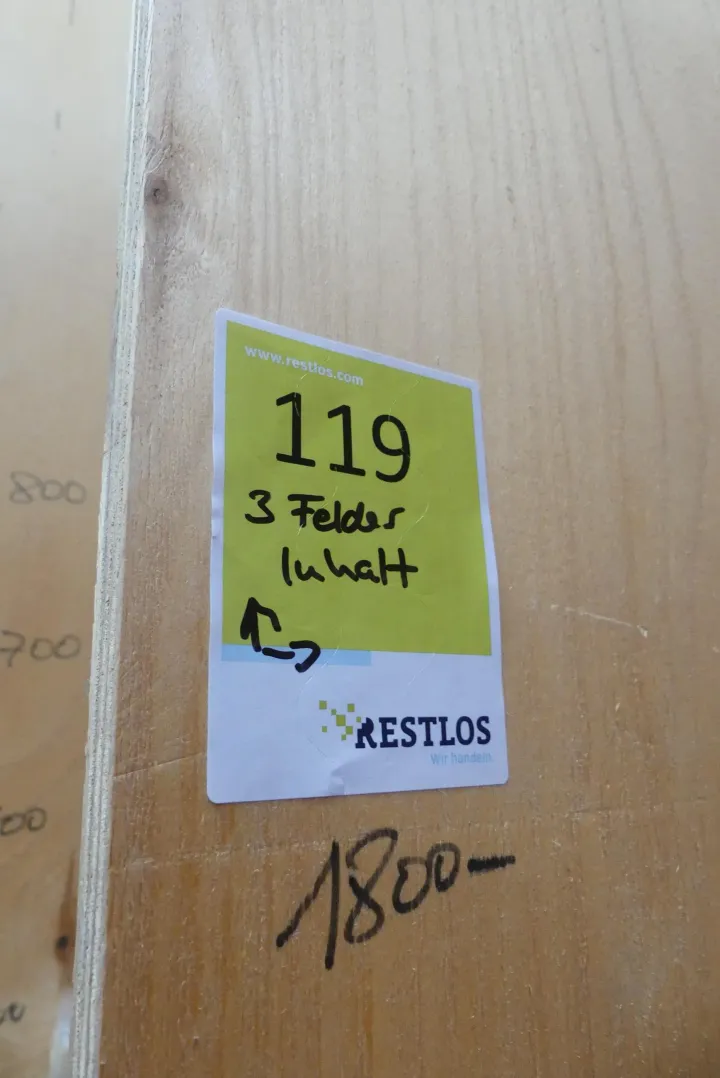 www.restlos.com
119
3 Felder
Inhalt
RESTLOS
Wir handeln.
1800-
800
700